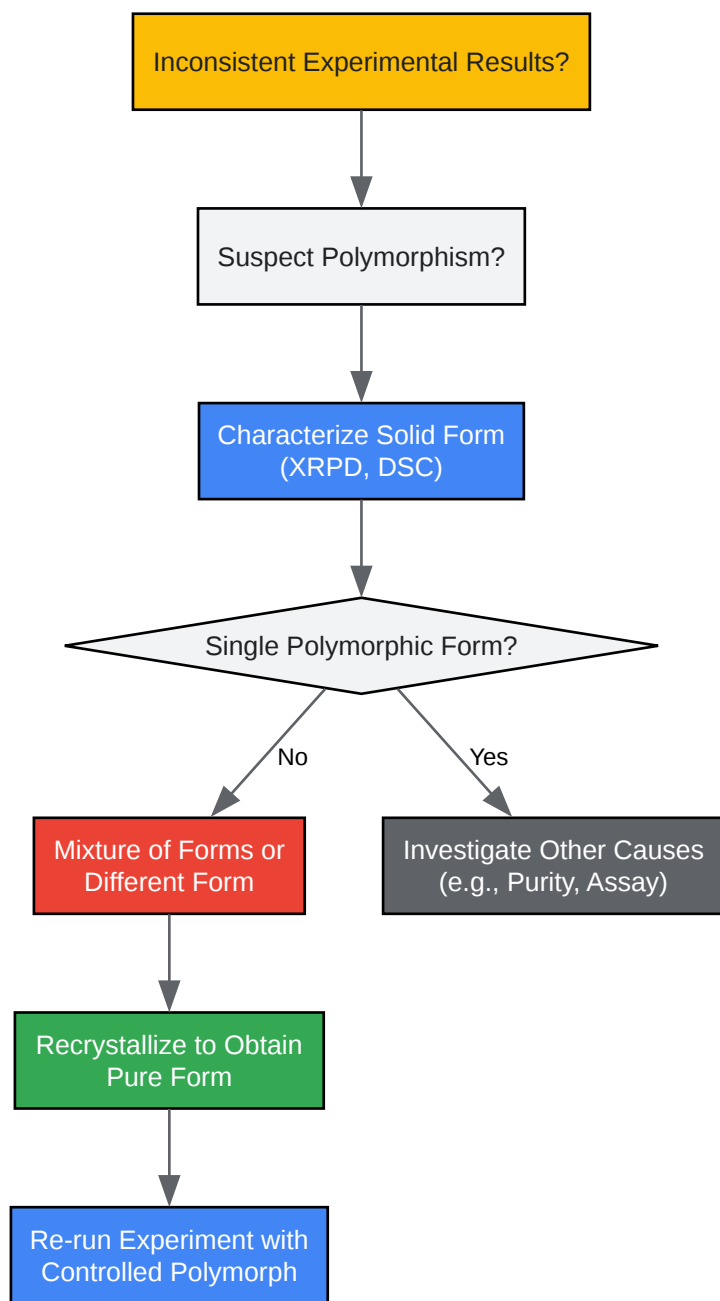 Inconsistent Experimental Results?
Suspect Polymorphism?
Characterize Solid Form
(XRPD, DSC)
Single Polymorphic Form?
No
Yes
Mixture of Forms or
Different Form
Investigate Other Causes
(e.g., Purity, Assay)
Recrystallize to Obtain
Pure Form
Re-run Experiment with
Controlled Polymorph